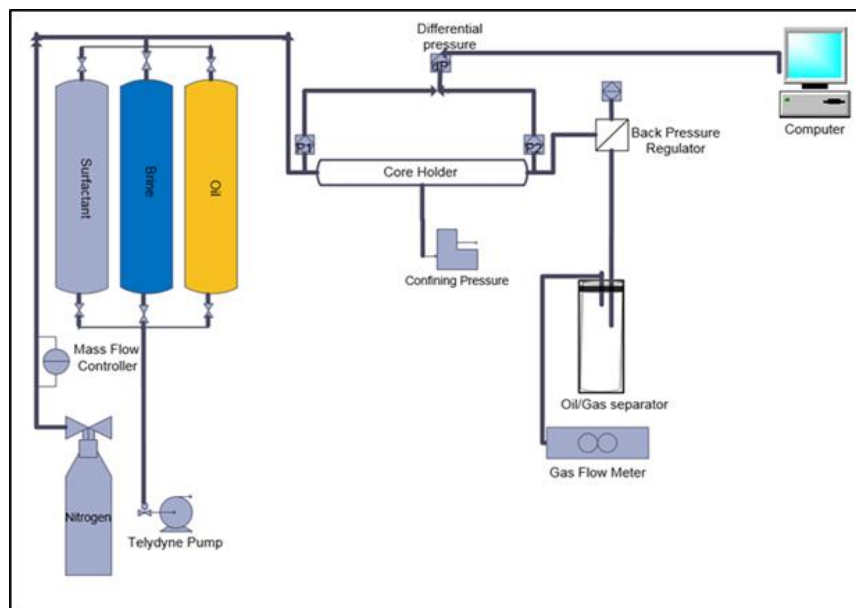 Differential
pressure
dP
Computer
P1
P2
Back Pressure
Regulator
Core Holder
Surfactant
Brine
Oil
Confining Pressure
Mass Flow
Controller
Oil/Gas separator
Gas Flow Meter
Nitrogen
Telydyne Pump